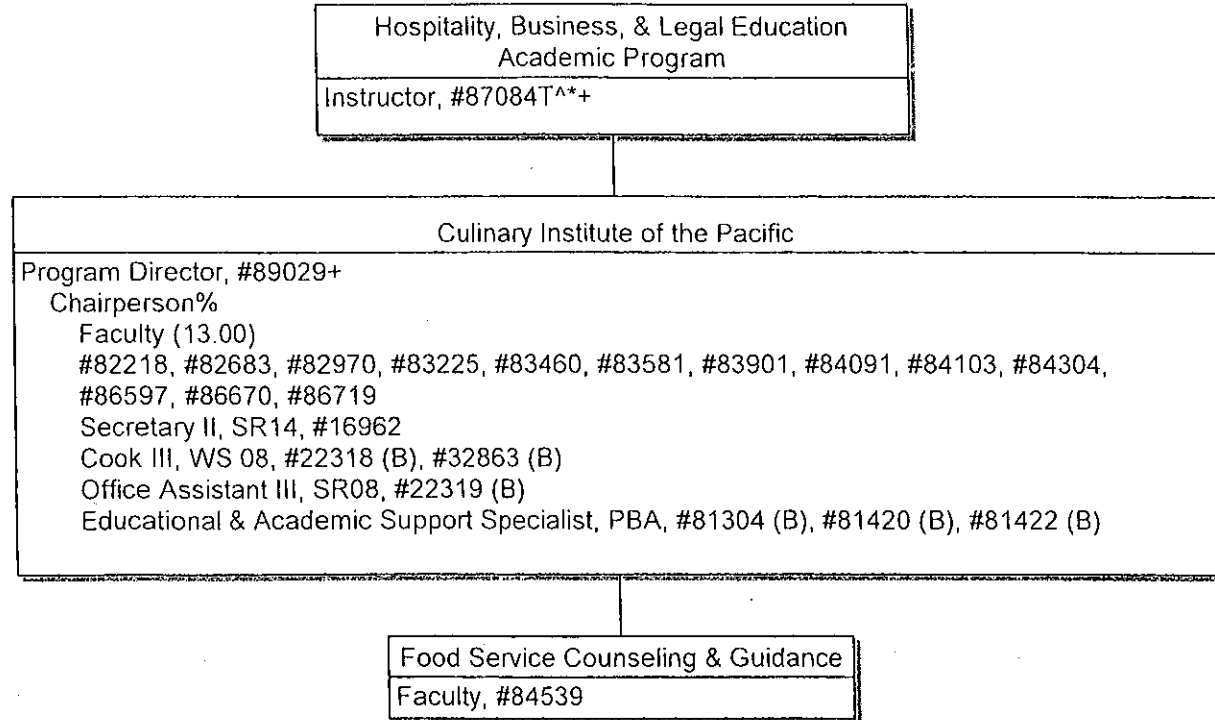 Hospitality, Business, & Legal Education
Academic Program
Instructor, #87084T^*+
Culinary Institute of the Pacific
Program Director, #89029+
Chairperson%
Faculty (13.00)
#82218, #82683, #82970, #83225, #83460, #83581, #83901, #84091, #84103, #84304,
#86597, #86670, #86719
Secretary II, SR14, #16962
Cook III, WS 08, #22318 (B), #32863 (B)
Office Assistant III, SR08, #22319 (B)
Educational & Academic Support Specialist, PBA, #81304 (B), #81420 (B), #81422 (B)
Food Service Counseling & Guidance
Faculty, #84539